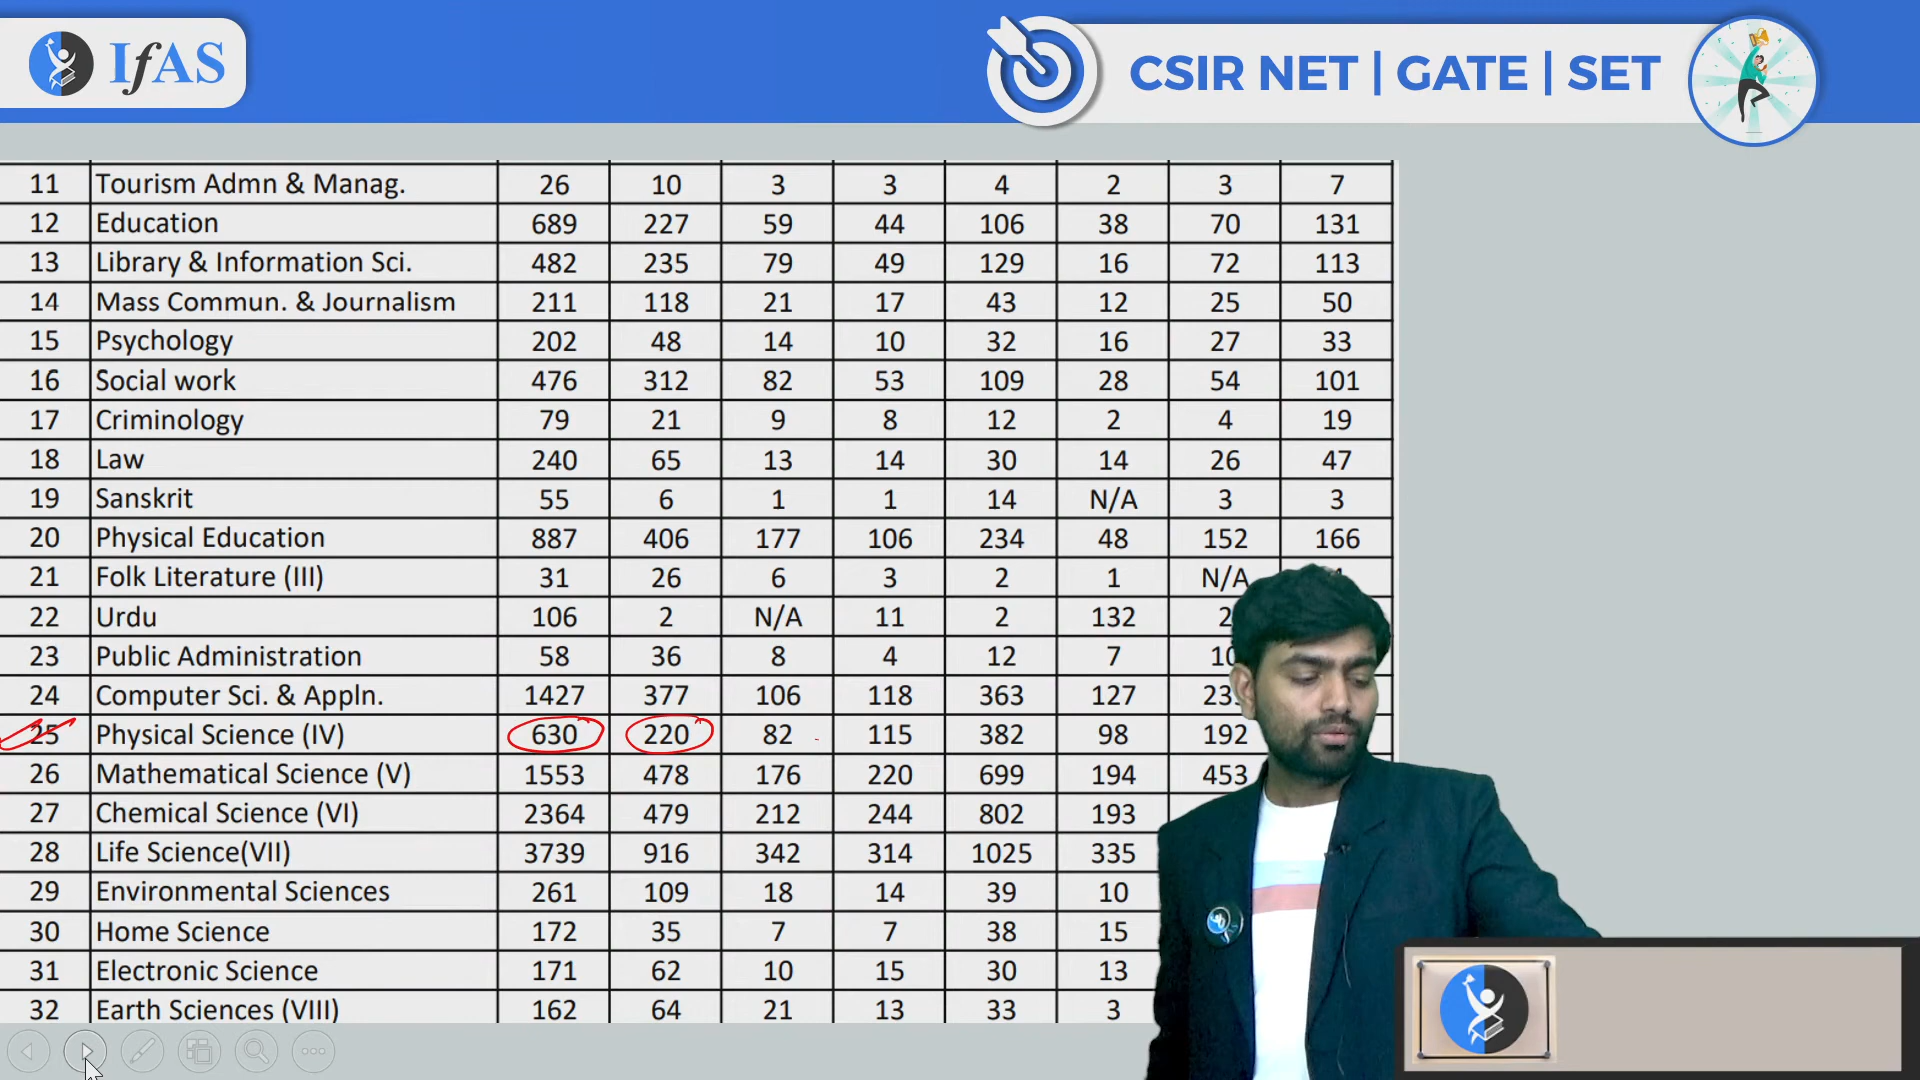 IfAS
CSIR NET | GATE | SET
11 Tourism Admn & Manag. 26 10 3 3 4 2 3 7
12 Education 689 227 59 44 106 38 70 131
13 Library & Information Sci. 482 235 79 49 129 16 72 113
14 Mass Commun. & Journalism 211 118 21 17 43 12 25 50
15 Psychology 202 48 14 10 32 16 27 33
16 Social work 476 312 82 53 109 28 54 101
17 Criminology 79 21 9 8 12 2 4 19
18 Law 240 65 13 14 30 14 26 47
19 Sanskrit 55 6 1 1 14 N/A 3 3
20 Physical Education 887 406 177 106 234 48 152 166
21 Folk Literature (III) 31 26 6 3 2 1 N/A
22 Urdu 106 2 N/A 11 2 132
23 Public Administration 58 36 8 4 12 7
24 Computer Sci. & Appln. 1427 377 106 118 363 127
25 Physical Science (IV) 630 220 82 115 382 98 192
26 Mathematical Science (V) 1553 478 176 220 699 194 453
27 Chemical Science (VI) 2364 479 212 244 802 193
28 Life Science(VII) 3739 916 342 314 1025 335
29 Environmental Sciences 261 109 18 14 39 10
30 Home Science 172 35 7 7 38 15
31 Electronic Science 171 62 10 15 30 13
32 Earth Sciences (VIII) 162 64 21 13 33 3